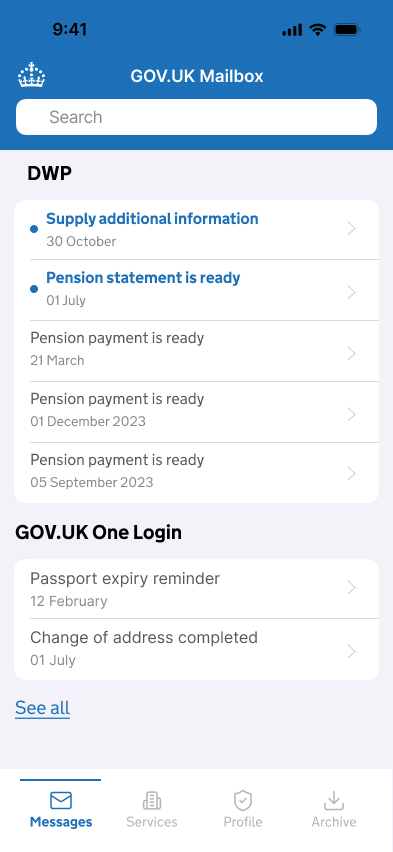 9:41
GOV.UK Mailbox
Search
DWP
Supply additional information
30 October
Pension statement is ready
01 July
Pension payment is ready
21 March
Pension payment is ready
01 December 2023
Pension payment is ready
05 September 2023
GOV.UK One Login
Passport expiry reminder
12 February
Change of address completed
01 July
See all
Messages Services Profile Archive